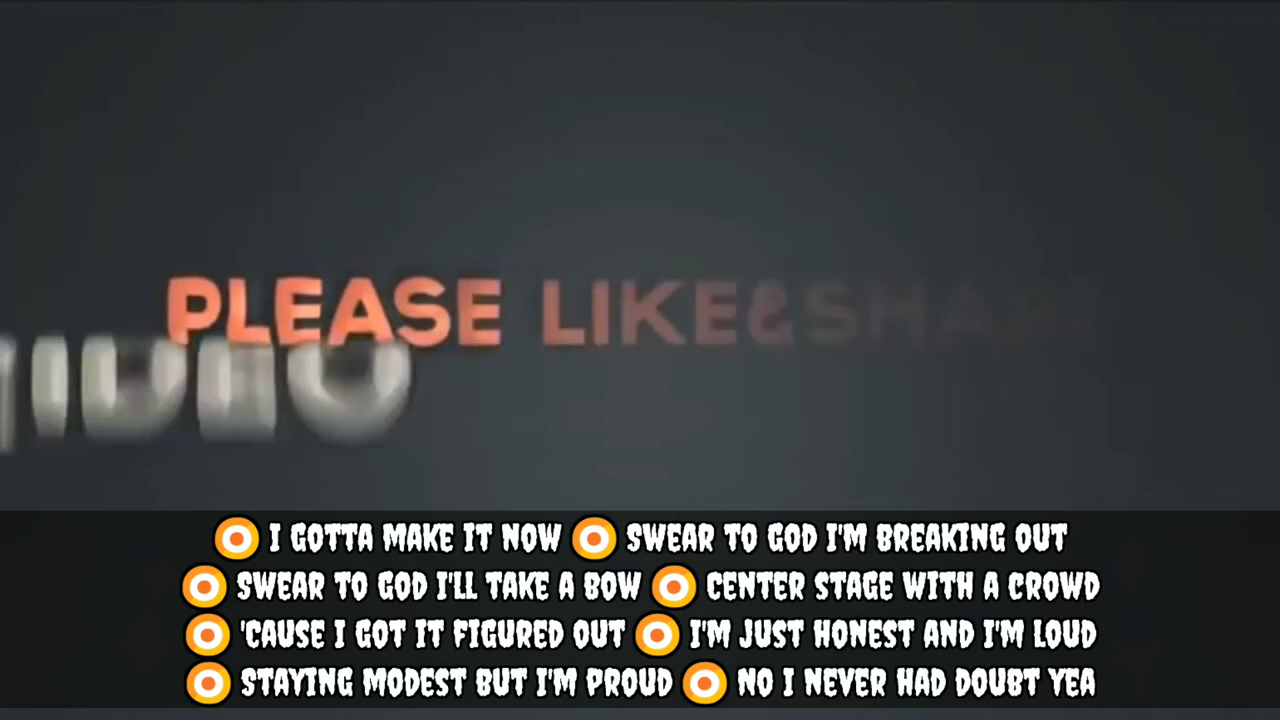 PLEASE LIKE&SHARE
I GOTTA MAKE IT NOW SWEAR TO GOD I'M BREAKING OUT
SWEAR TO GOD I'LL TAKE A BOW CENTER STAGE WITH A CROWD
'CAUSE I GOT IT FIGURED OUT I'M JUST HONEST AND I'M LOUD
STAYING MODEST BUT I'M PROUD NO I NEVER HAD DOUBT YEA